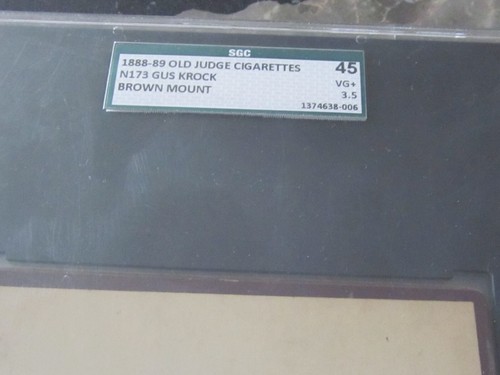 SGC
1888-89 OLD JUDGE CIGARETTES 45
N173 GUS KROCK VG+
BROWN MOUNT 3.5
1374638-006